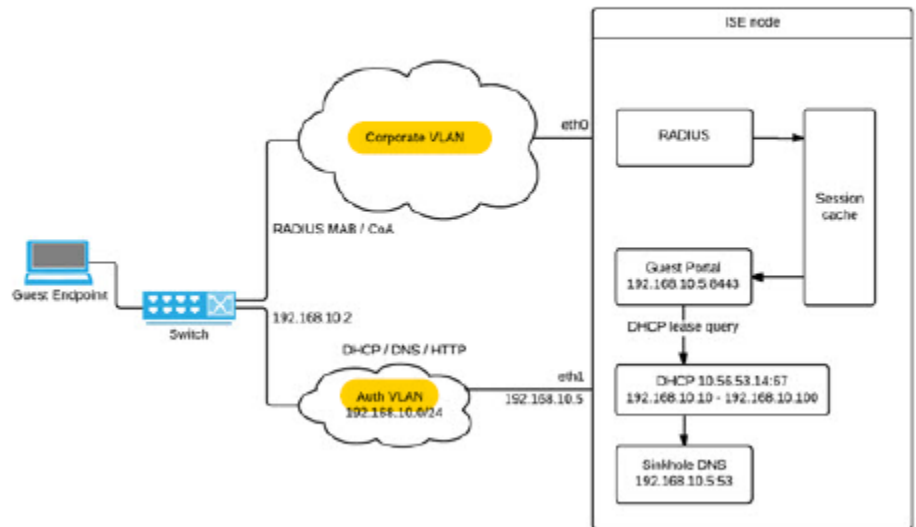 ISE node
eth0
Corporate VLAN
RADIUS
Session
cache
RADIUS MAB / CoA
Guest Portal
192.168.10.5:8443
Guest Endpoint
Switch
192.168.10.2
DHCP lease query
DHCP / DNS / HTTP
eth1
192.168.10.5
Auth VLAN
192.168.10.0/24
DHCP 10.56.53.14:67
192.168.10.10 - 192.168.10.100
Sinkhole DNS
192.168.10.5:53